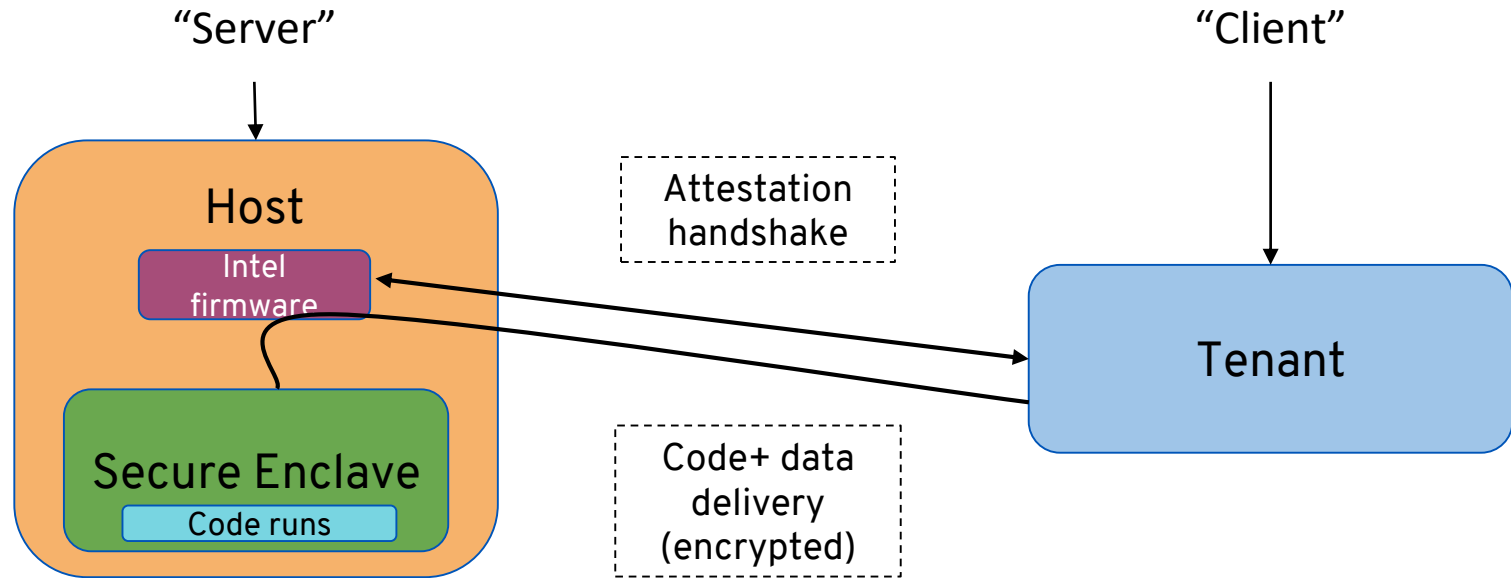 “Server”
“Client”
Host
Intel
firmware
Attestation
handshake
Tenant
Secure Enclave
Code runs
Code+ data
delivery
(encrypted)